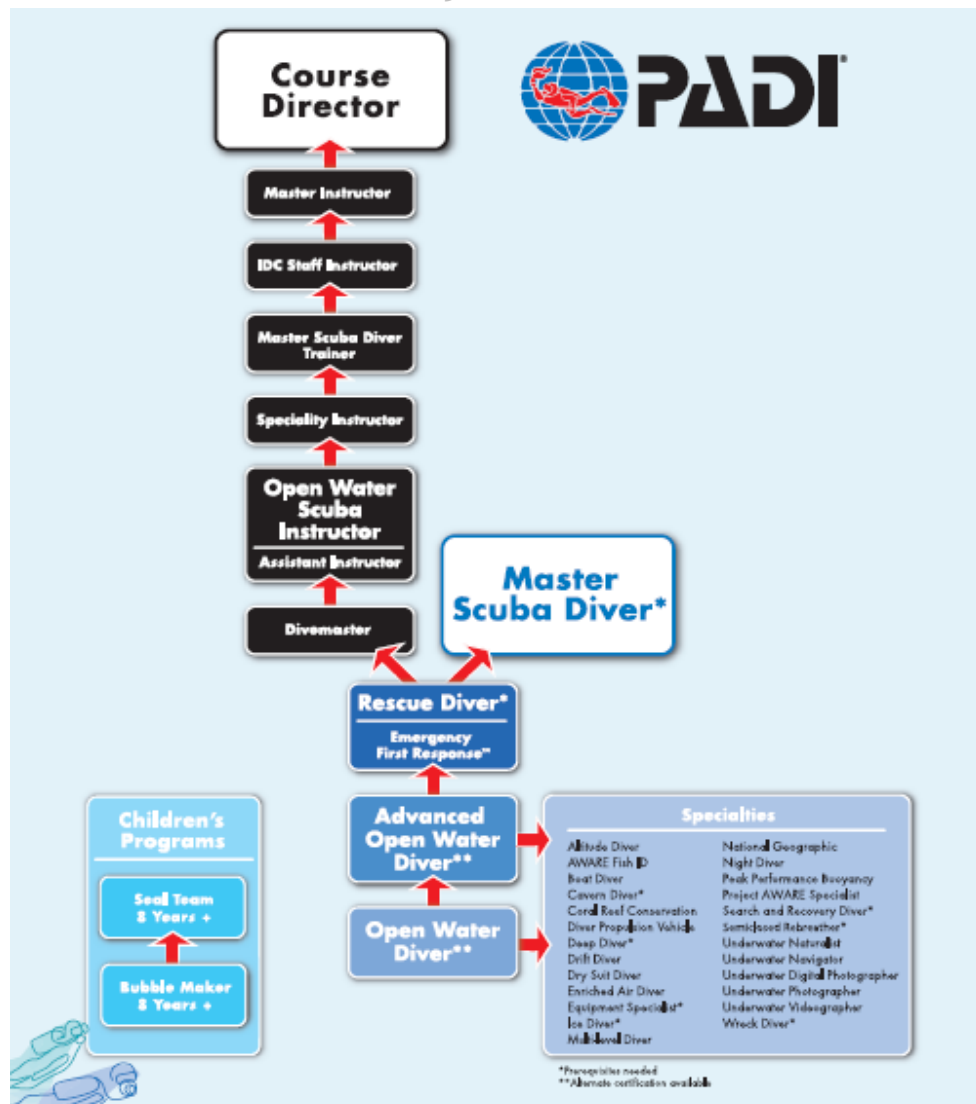 Course
Director
PADI
Master Instructor
IDC Staff Instructor
Master Scuba Diver
Trainer
Speciality Instructor
Open Water
Scuba
Instructor
Assistant Instructor
Divemaster
Master
Scuba Diver*
Rescue Diver*
Emergency
First Response™
Children's
Programs
Seal Team
8 Years +
Bubble Maker
8 Years +
Advanced
Open Water
Diver**
Open Water
Diver**
Specialties
Altitude Diver
AWARE Fish ID
Boat Diver
Cavern Diver*
Coral Reef Conservation
Diver Propulsion Vehicle
Deep Diver*
Drift Diver
Dry Suit Diver
Enriched Air Diver
Equipment Specialist*
Ice Diver*
Multi-level Diver
National Geographic
Night Diver
Peak Performance Buoyancy
Project AWARE Specialist
Search and Recovery Diver*
Semiclosed Rebreather*
Underwater Naturalist
Underwater Navigator
Underwater Digital Photographer
Underwater Photographer
Underwater Videographer
Wreck Diver*
*Prerequisites needed
**Alternate certification available